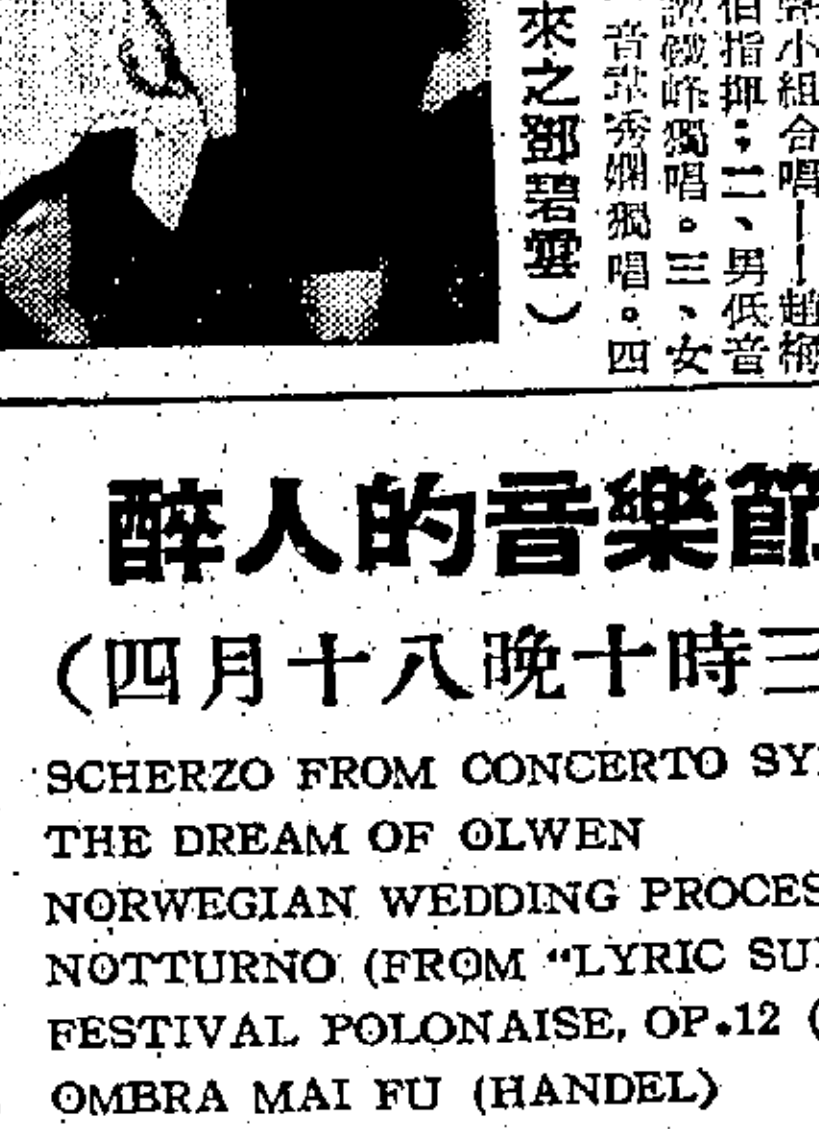 小組合唱——趙梅
伯指揮;二、男低音
峰獨唱。三、女
音 秀嫻獨唱。四
來之鄧碧雲)
醉人的音樂節
(四月十八晚十時三
SCHERZO FROM CONCERTO SY
THE DREAM OF OLWEN
NORWEGIAN WEDDING PROCES
NOTTURNO (FROM “LYRIC SU
FESTIVAL POLONAISE, OP.12 (
OMBRA MAI FU (HANDEL)